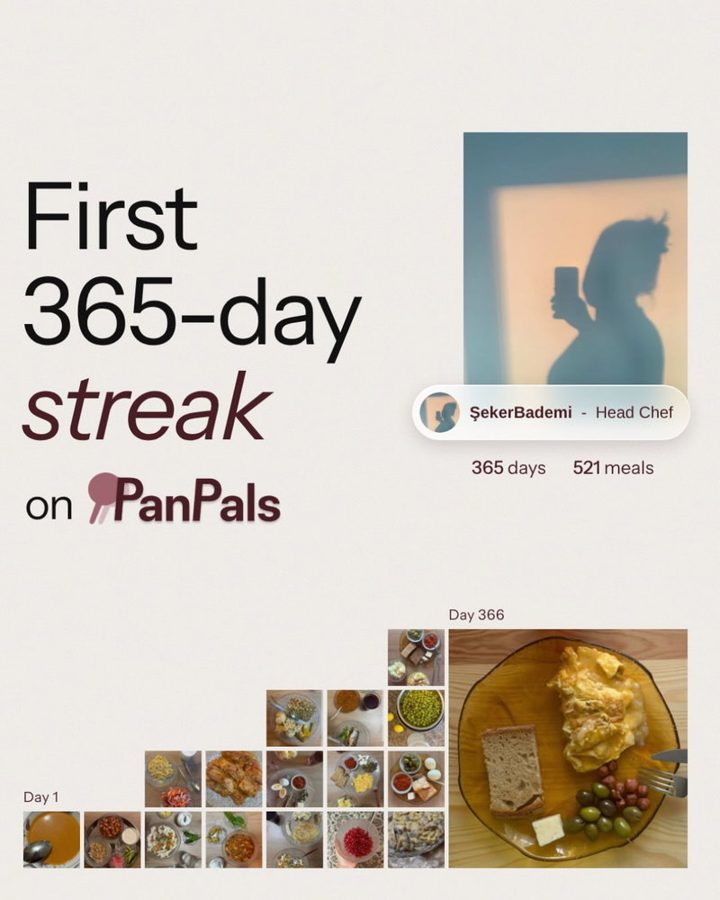 First
365-day
streak
on PanPals
ŞekerBademi - Head Chef
365 days 521 meals
Day 366
Day 1